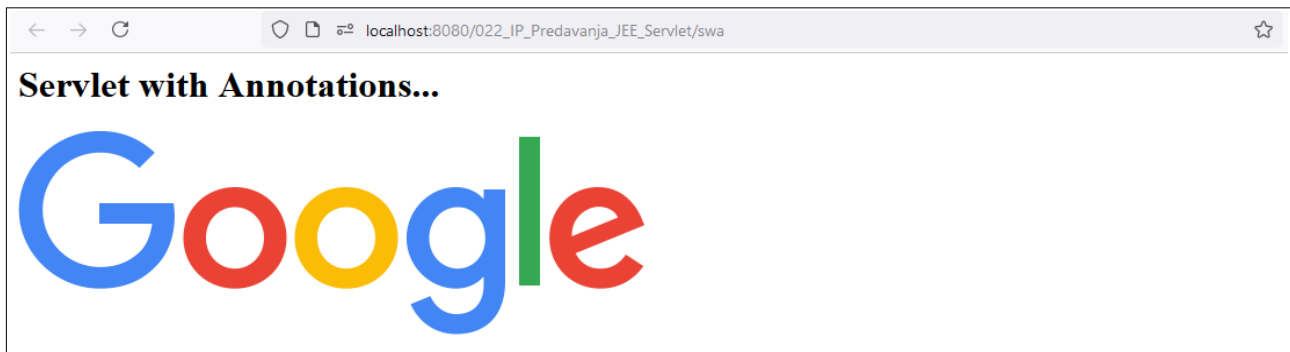 localhost:8080/022_IP_Predavanja_JEE_Servlet/swa
Servlet with Annotations...
Google